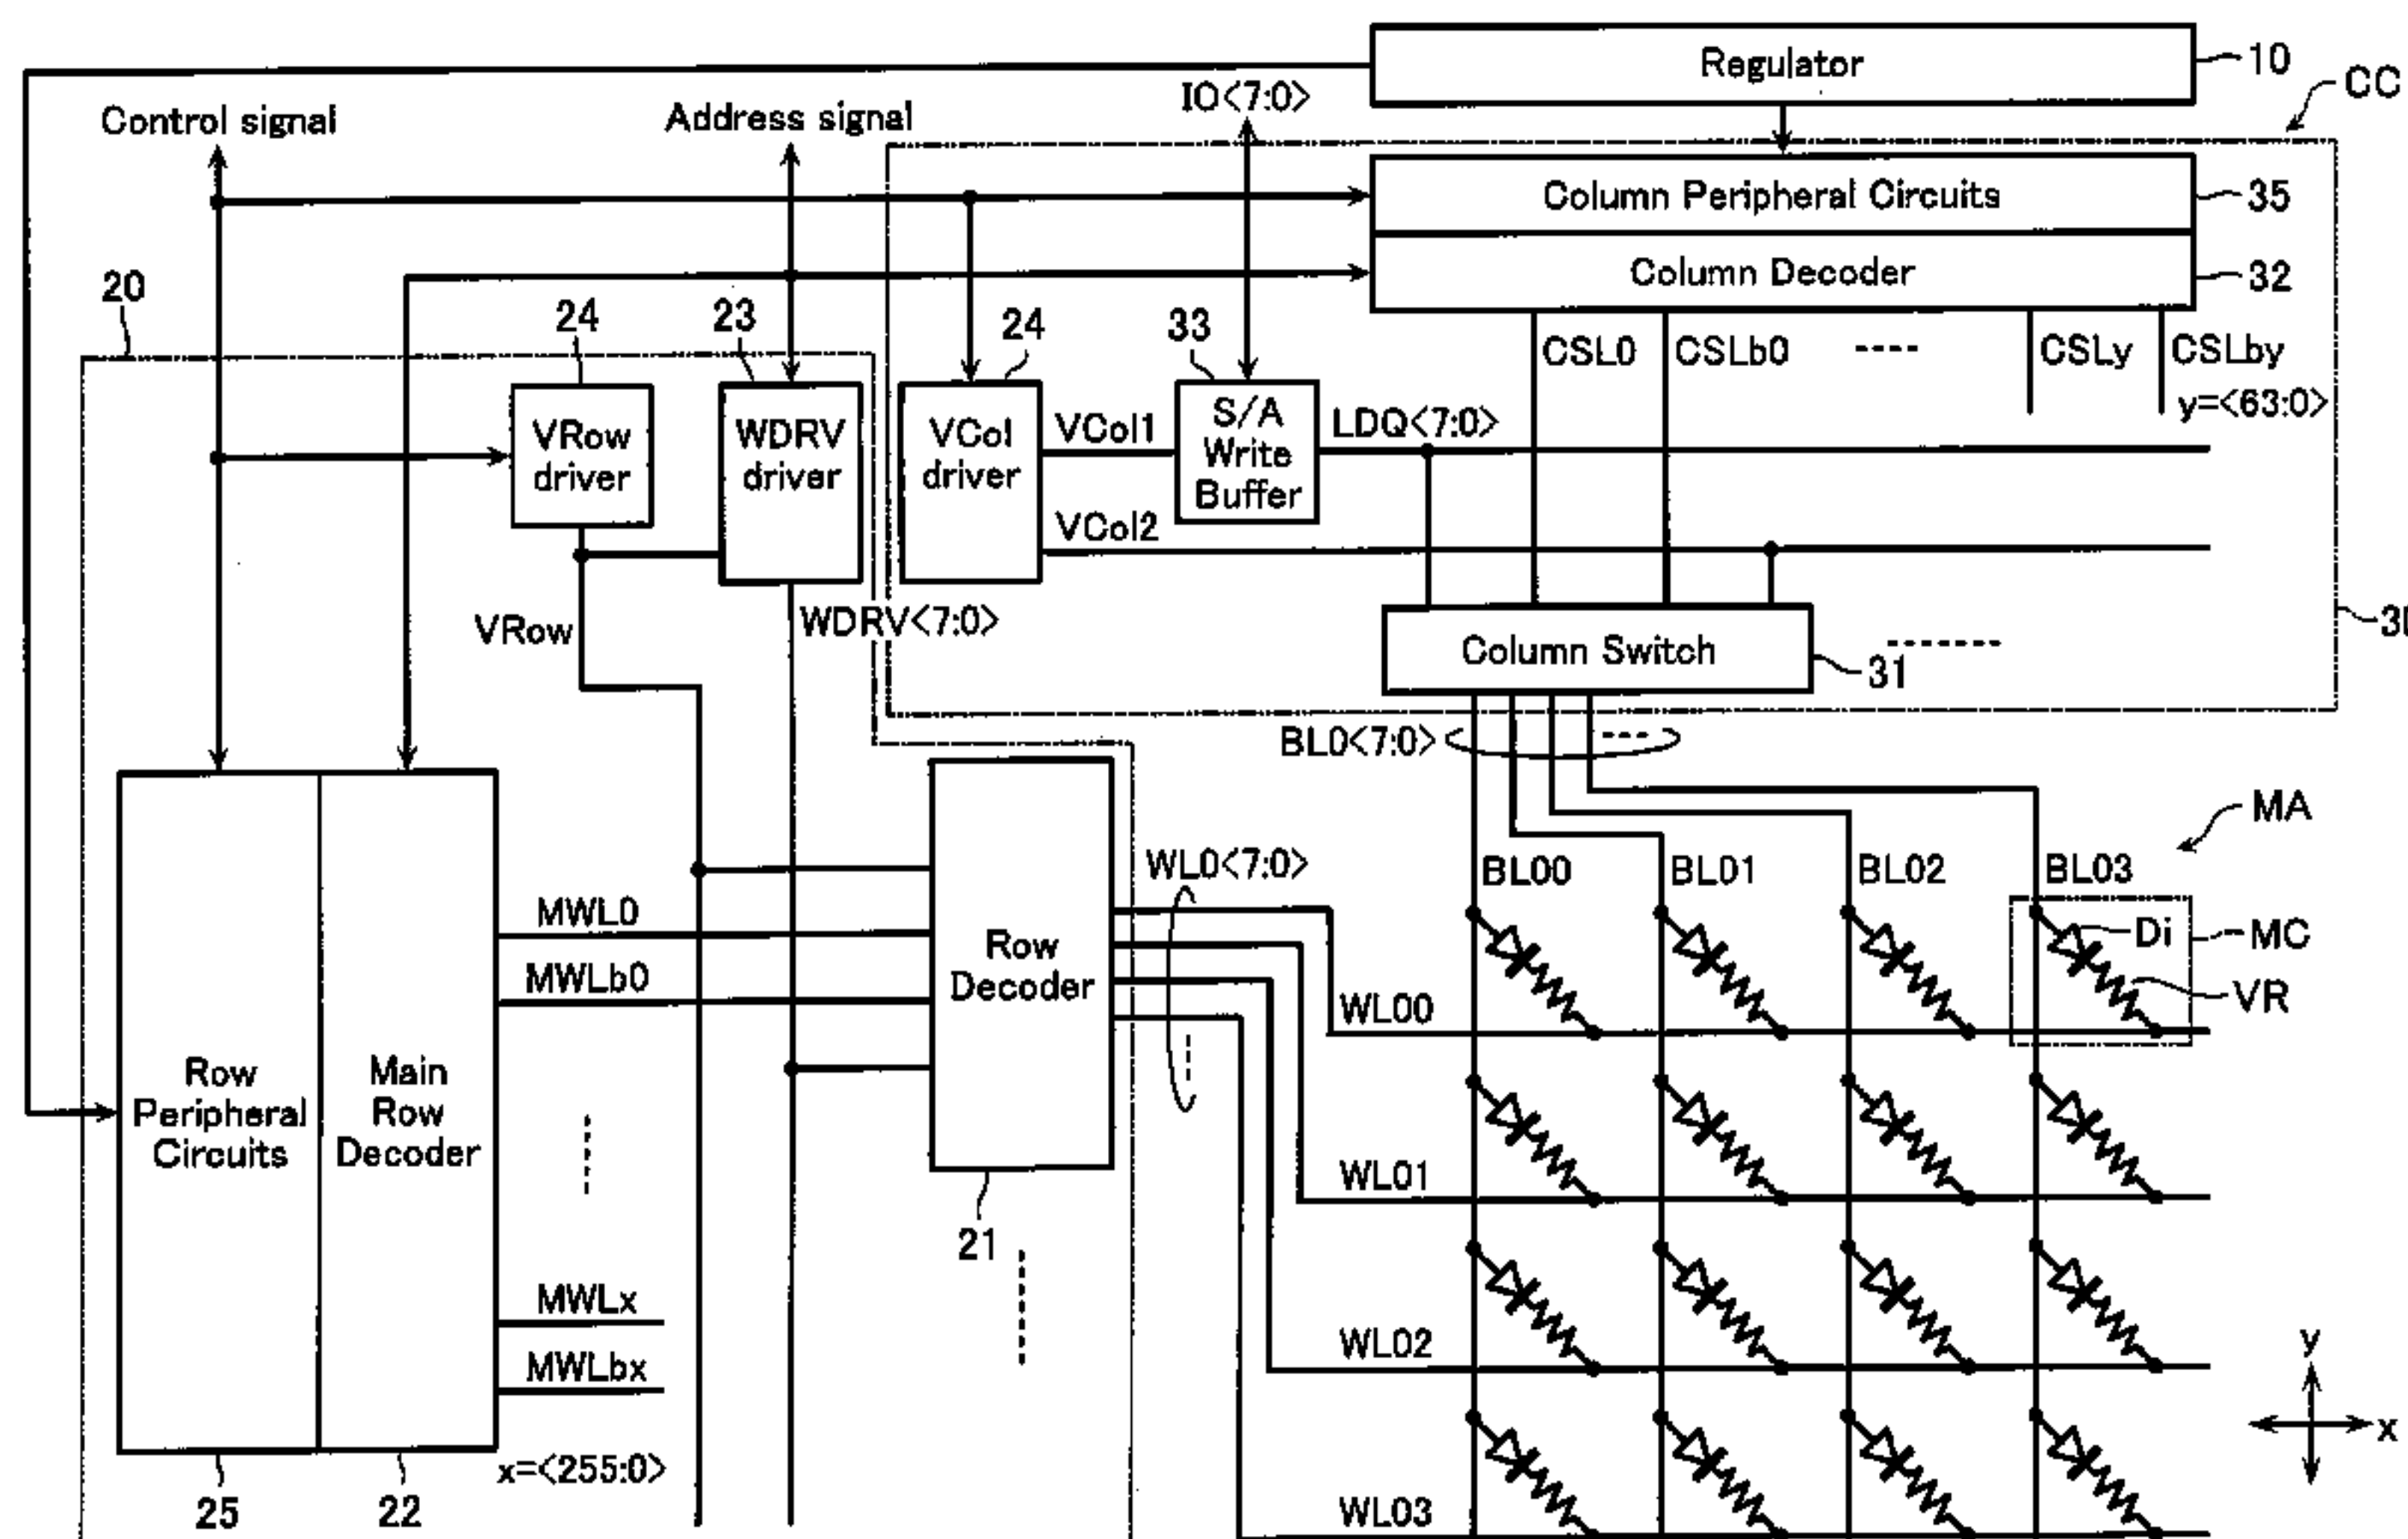 Regulator
10
CC
IO<7:0>
Control signal
Address signal
Column Peripheral Circuits
35
Column Decoder
32
20
24
23
24
33
CSL0
CSLb0
CSLy
CSLby
y=<63:0>
VRow
driver
WDRV
driver
VCol
driver
VCol1
S/A
Write
Buffer
LDQ<7:0>
VCol2
VRow
WDRV<7:0>
Column Switch
31
BL0<7:0>
MA
WL0<7:0>
BL00
BL01
BL02
BL03
MWL0
MWLb0
Row
Decoder
Di
MC
VR
WL00
Row
Peripheral
Circuits
Main
Row
Decoder
WL01
21
MWLx
MWLbx
WL02
y
x
x=<255:0>
25
22
WL03